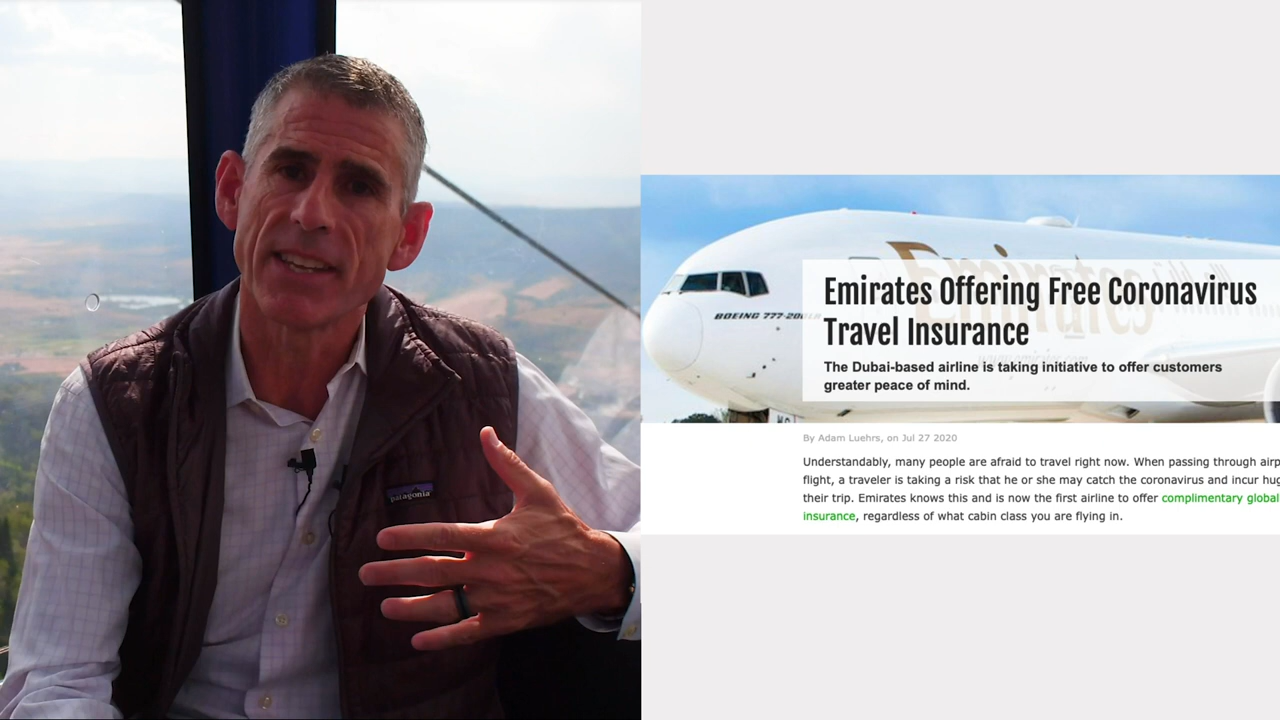 patagonia
Emirates
BOEING 777-200
Emirates Offering Free Coronavirus
Travel Insurance
The Dubai-based airline is taking initiative to offer customers
greater peace of mind.
By Adam Luehrs, on Jul 27 2020
Understandably, many people are afraid to travel right now. When passing through
flight, a traveler is taking a risk that he or she may catch the coronavirus and incur
their trip. Emirates knows this and is now the first airline to offer complimentary global
insurance, regardless of what cabin class you are flying in.